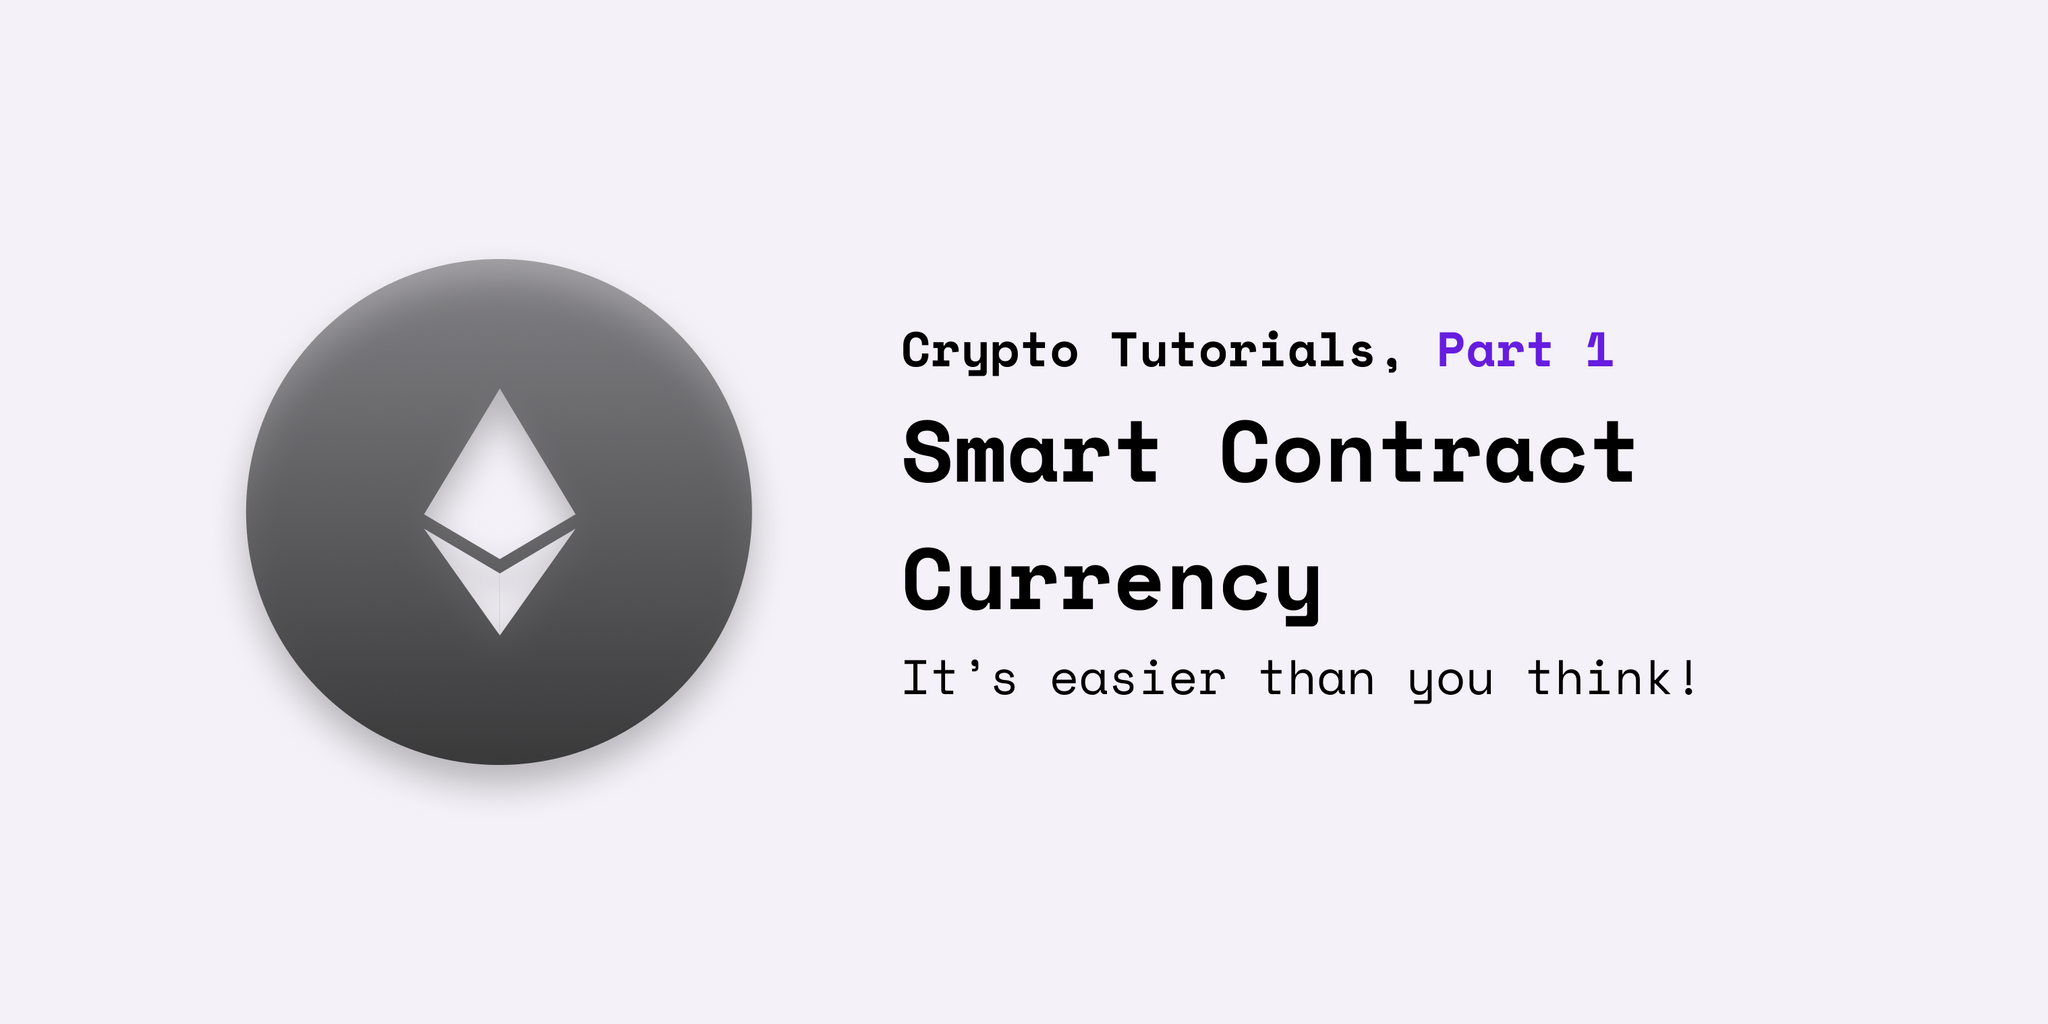 Crypto Tutorials, Part 1
Smart Contract
Currency
It’s easier than you think!